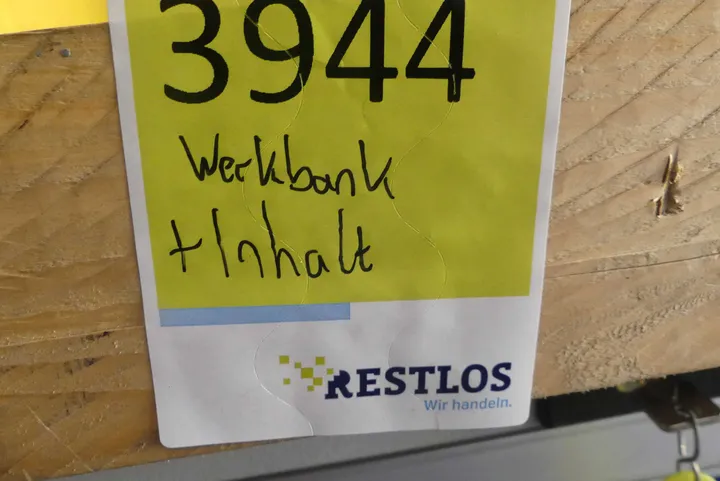 3944
Werkbank
+Inhalt
RESTLOS
Wir handeln.